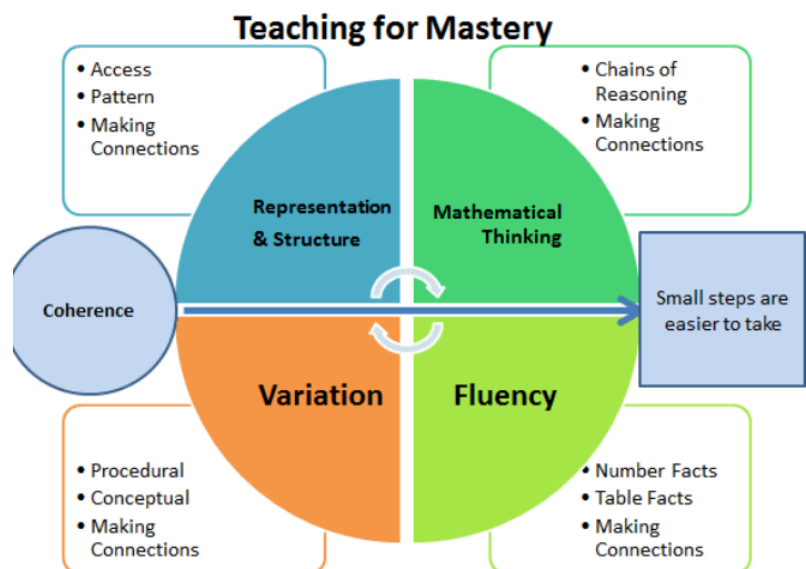 Teaching for Mastery
• Access
• Pattern
• Making
Connections
• Chains of
Reasoning
• Making
Connections
Representation
& Structure
Mathematical
Thinking
Coherence
Small steps are
easier to take
Variation
Fluency
• Procedural
• Conceptual
• Making
Connections
• Number Facts
• Table Facts
• Making
Connections